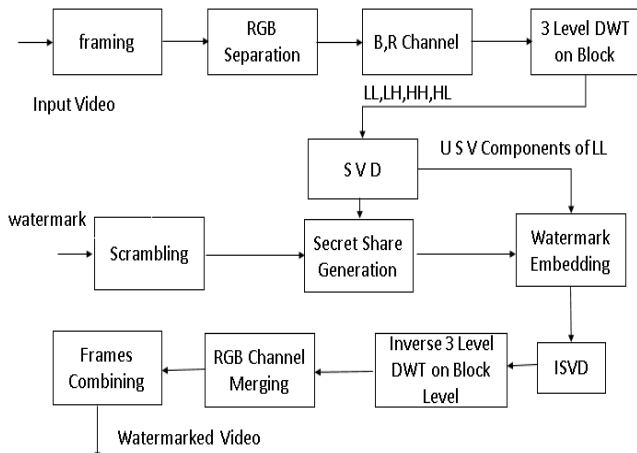 framing
RGB
Separation
B,R Channel
3 Level DWT
on Block
Input Video
LL,LH,HH,HL
S V D
U S V Components of LL
watermark
Scrambling
Secret Share
Generation
Watermark
Embedding
Frames
Combining
RGB Channel
Merging
Inverse 3 Level
DWT on Block
Level
ISVD
Watermarked Video